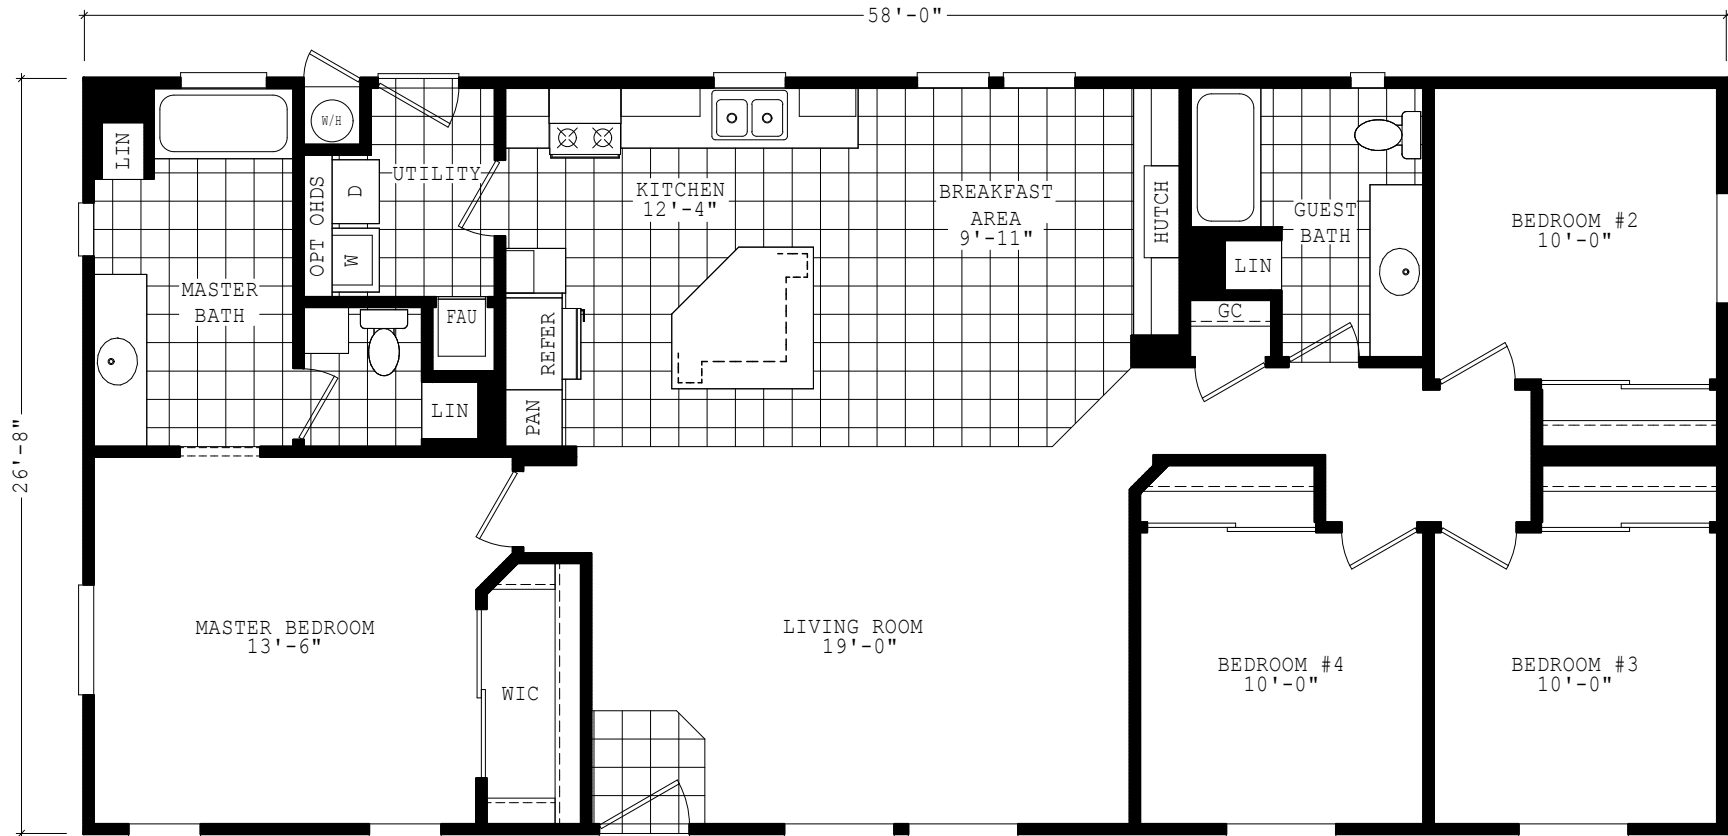 58'-0"
26'-8"
LIN
W/H
OPT OHDS
D
W
UTILITY
MASTER
BATH
FAU
LIN
REFER
PAN
KITCHEN
12'-4"
BREAKFAST
AREA
9'-11"
HUTCH
GUEST
BATH
LIN
GC
BEDROOM #2
10'-0"
MASTER BEDROOM
13'-6"
WIC
LIVING ROOM
19'-0"
BEDROOM #4
10'-0"
BEDROOM #3
10'-0"